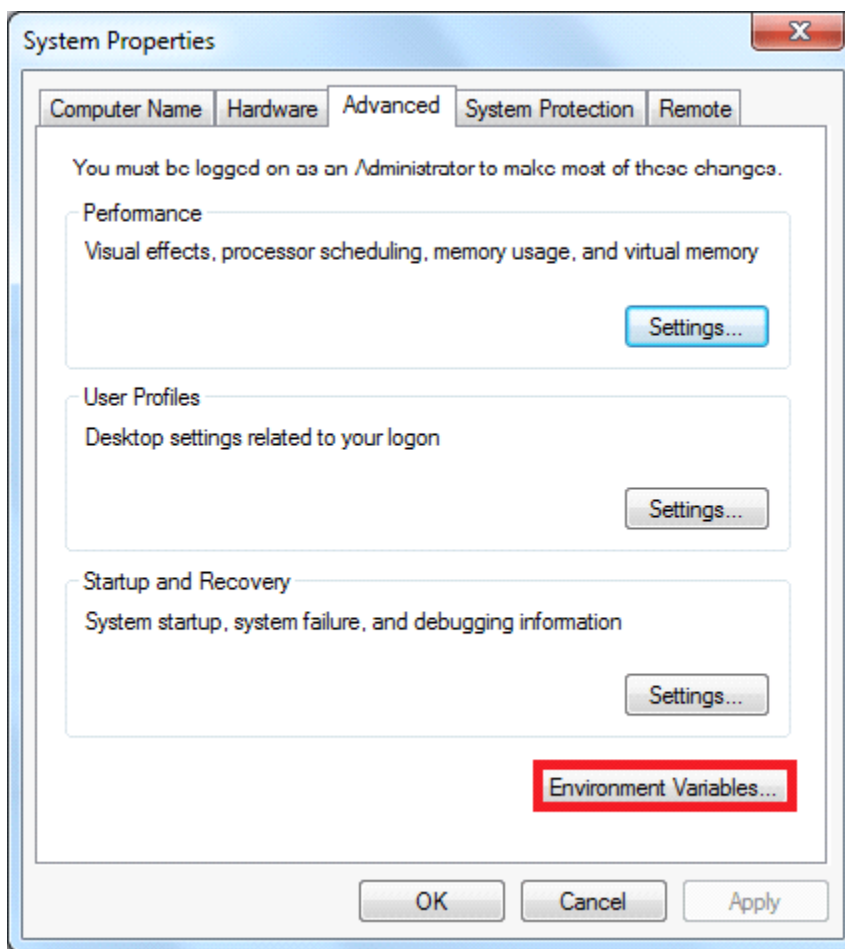 System Properties
Computer Name Hardware Advanced System Protection Remote
You must be logged on as an Administrator to make most of these changes.
Performance
Visual effects, processor scheduling, memory usage, and virtual memory
Settings...
User Profiles
Desktop settings related to your logon
Settings...
Startup and Recovery
System startup, system failure, and debugging information
Settings...
Environment Variables...
OK Cancel Apply